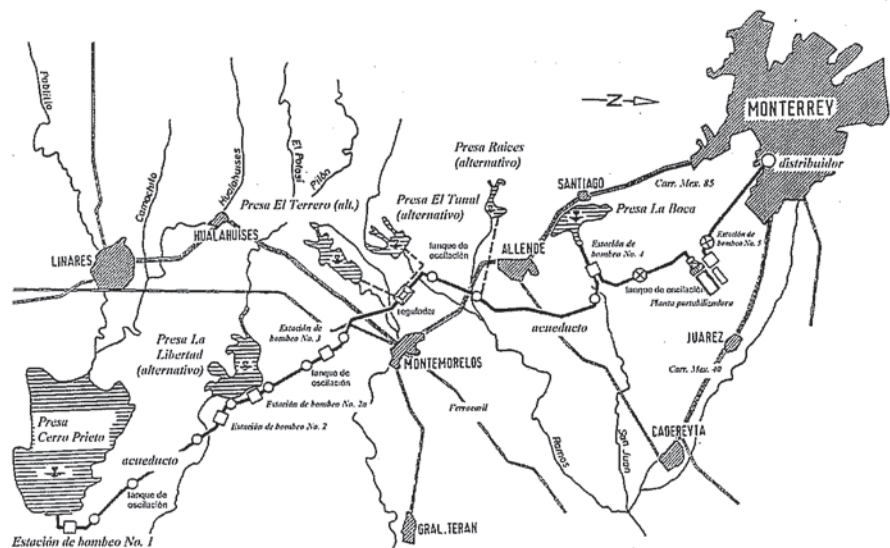 MONTERREY
N
distribuidor
Presa Raices
(alternativo)
SANTIAGO
Carr. Mex. 85
Presa La Boca
Pablillo
Camachito
Hualahuises
El Potosí
Pilón
Presa El Terrero (alt.)
Presa El Tunal
(alternativo)
HUALAHUISES
LINARES
tanque de
oscilación
ALLENDE
Estación de
bombeo No. 4
Estación de
bombeo No. 5
tanque de
oscilación
Planta potabilizadora
regulador
acueducto
Estación de
bombeo No. 3
Presa La
Libertad
(alternativo)
MONTEMORELOS
JUAREZ
Carr. Mex. 40
tanque de
oscilación
Estación de bombeo No. 2a
Estación de bombeo No. 2
Ferrocarril
Ramos
San Juan
CADEREYTA
Presa
Cerro Prieto
acueducto
tanque de
oscilación
GRAL. TERAN
Estación de bombeo No. 1